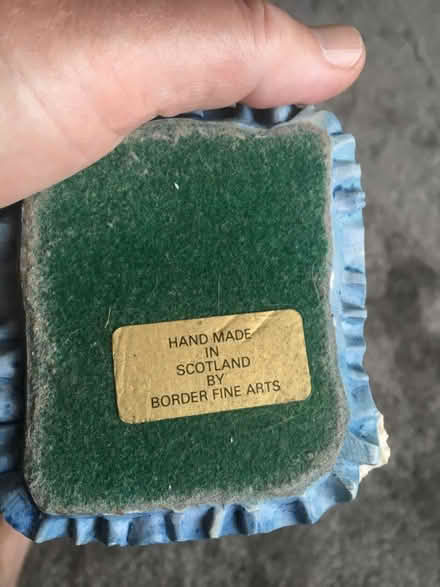 HAND MADE
IN
SCOTLAND
BY
BORDER FINE ARTS